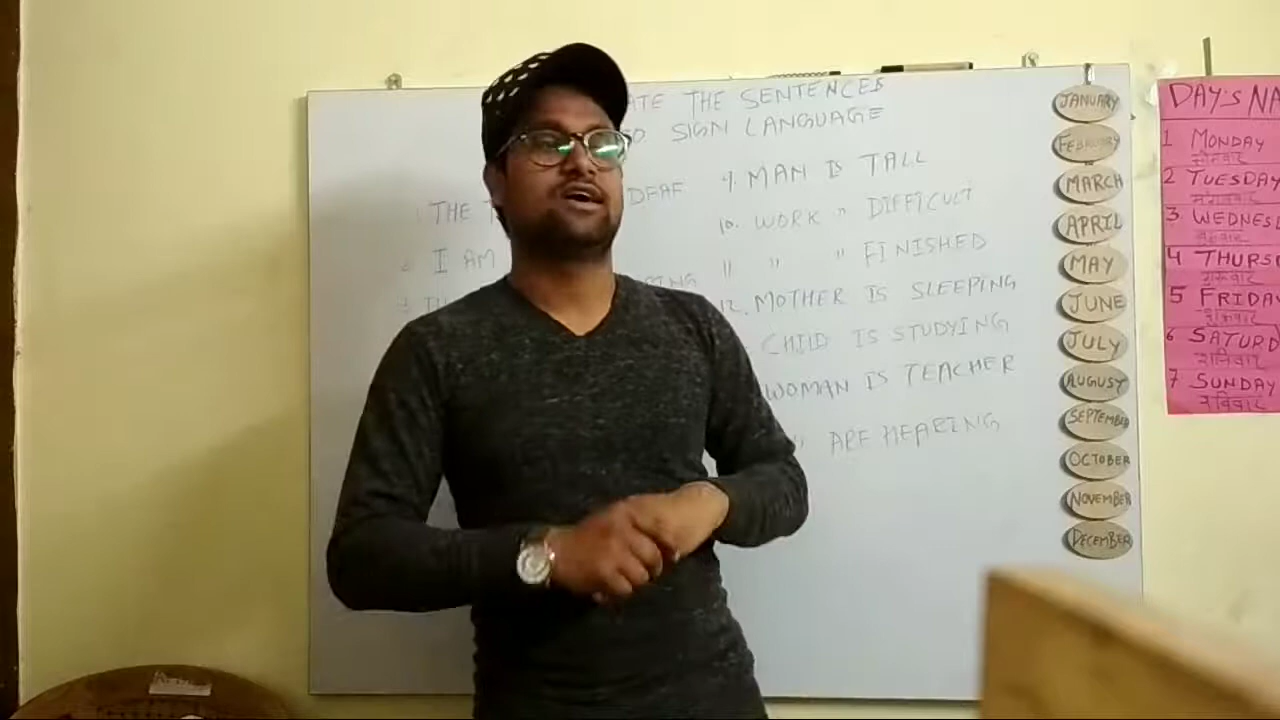 ATE THE SENTENCES
SIGN LANGUAGE
THE
DEAF
I AM
9. MAN IS TALL
10. WORK " DIFFICULT
11 " " FINISHED
12. MOTHER IS SLEEPING
CHILD IS STUDYING
WOMAN IS TEACHER
" ARE HEARING
JANUARY
FEBRUARY
MARCH
APRIL
MAY
JUNE
JULY
AUGUST
SEPTEMBER
OCTOBER
NOVEMBER
DECEMBER
DAY'S NA
1 MONDAY
सोमवार
2 TUESDAY
मंगलवार
3 WEDNES
बुधवार
4 THURS
गुरूवार
5 FRIDAY
शुक्रवार
6 SATURD
शनिवार
7 SUNDAY
रविवार